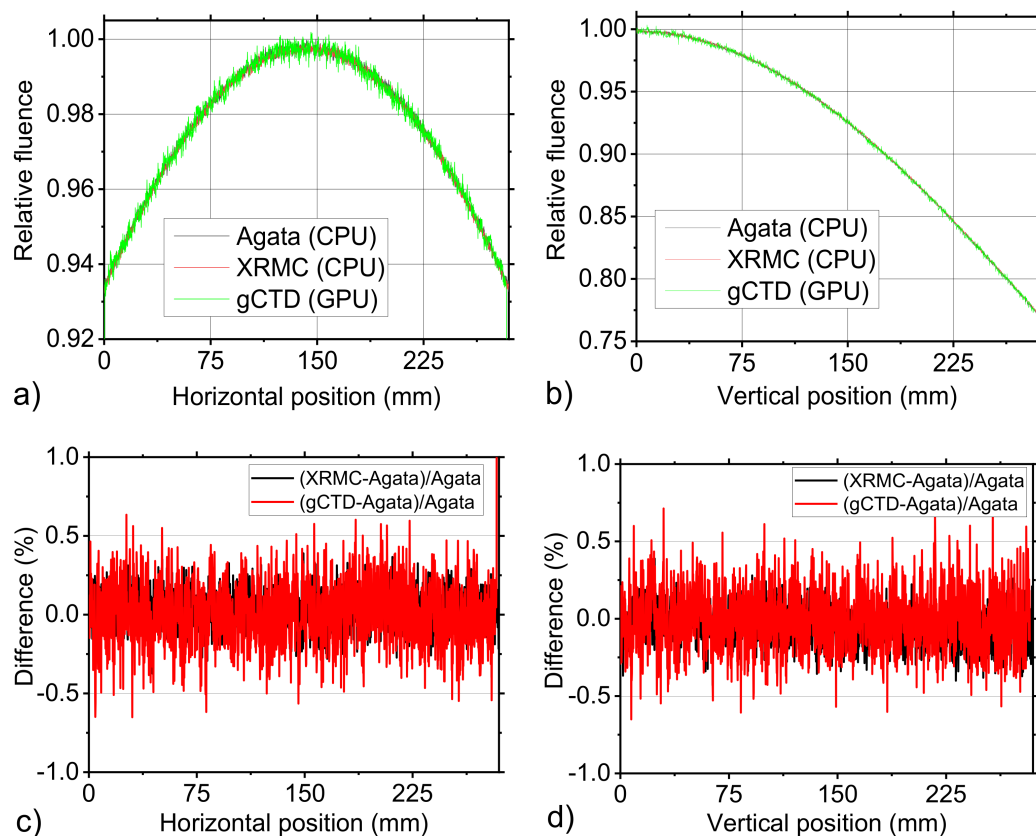 1.00
0.98
0.96
0.94
0.92
Relative fluence
Agata (CPU)
XRMC (CPU)
gCTD (GPU)
0 75 150 225
Horizontal position (mm)
a)
1.00
0.95
0.90
0.85
0.80
0.75
Relative fluence
Agata (CPU)
XRMC (CPU)
gCTD (GPU)
0 75 150 225
Vertical position (mm)
b)
1.0
0.5
0.0
-0.5
-1.0
Difference (%)
(XRMC-Agata)/Agata
(gCTD-Agata)/Agata
0 75 150 225
Horizontal position (mm)
c)
1.0
0.5
0.0
-0.5
-1.0
Difference (%)
(XRMC-Agata)/Agata
(gCTD-Agata)/Agata
0 75 150 225
Vertical position (mm)
d)